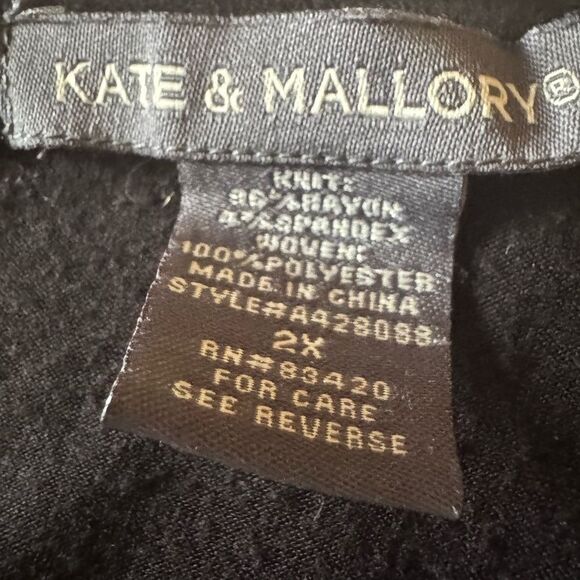 KATE & MALLORY®
KNIT:
96% RAYON
4% SPANDEX
WOVEN:
100% POLYESTER
MADE IN CHINA
STYLE#A428088
2X
RN#83420
FOR CARE
SEE REVERSE